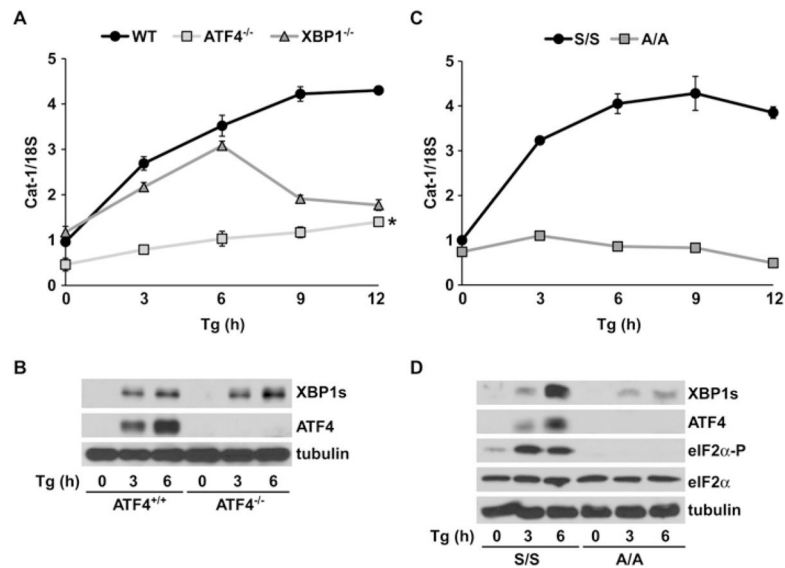 A
WT ATF4-/- XBP1-/-
Cat-1/18S
5
4
3
2
1
0
*
0 3 6 9 12
Tg (h)
C
S/S A/A
Cat-1/18S
5
4
3
2
1
0
0 3 6 9 12
Tg (h)
B
XBP1s
ATF4
tubulin
Tg (h) 0 3 6 0 3 6
ATF4+/+ ATF4-/-
D
XBP1s
ATF4
eIF2α-P
eIF2α
tubulin
Tg (h) 0 3 6 0 3 6
S/S A/A